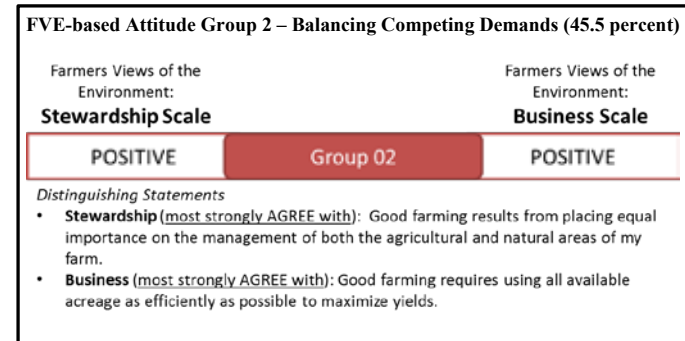 FVE-based Attitude Group 2 – Balancing Competing Demands (45.5 percent)
Farmers Views of the
Environment:
Stewardship Scale
Farmers Views of the
Environment:
Business Scale
POSITIVE Group 02 POSITIVE
Distinguishing Statements
• Stewardship (most strongly AGREE with): Good farming results from placing equal
importance on the management of both the agricultural and natural areas of my
farm.
• Business (most strongly AGREE with): Good farming requires using all available
acreage as efficiently as possible to maximize yields.